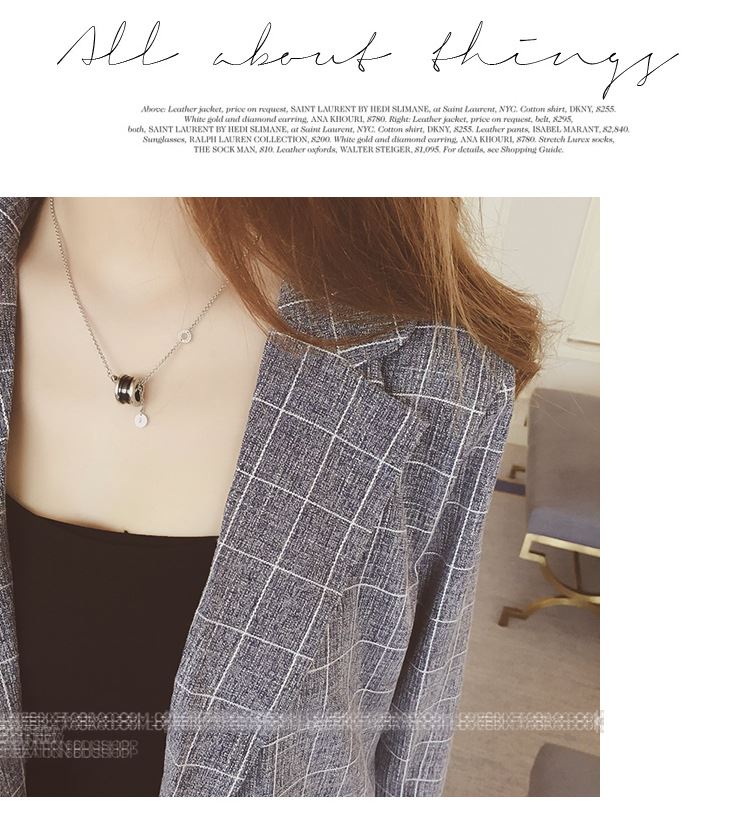 All about things
Above: Leather jacket, price on request, SAINT LAURENT BY HEDI SLIMANE, at Saint Laurent, NYC. Cotton shirt, DKNY, $255.
White gold and diamond earring, ANA KHOURI, $780. Right: Leather jacket, price on request, belt, $295,
both, SAINT LAURENT BY HEDI SLIMANE, at Saint Laurent, NYC. Cotton shirt, DKNY, $255. Leather pants, ISABEL MARANT, $2,840.
Sunglasses, RALPH LAUREN COLLECTION, $200. White gold and diamond earring, ANA KHOURI, $780. Stretch Lurex socks,
THE SOCK MAN, $10. Leather oxfords, WALTER STEIGER, $1,095. For details, see Shopping Guide.